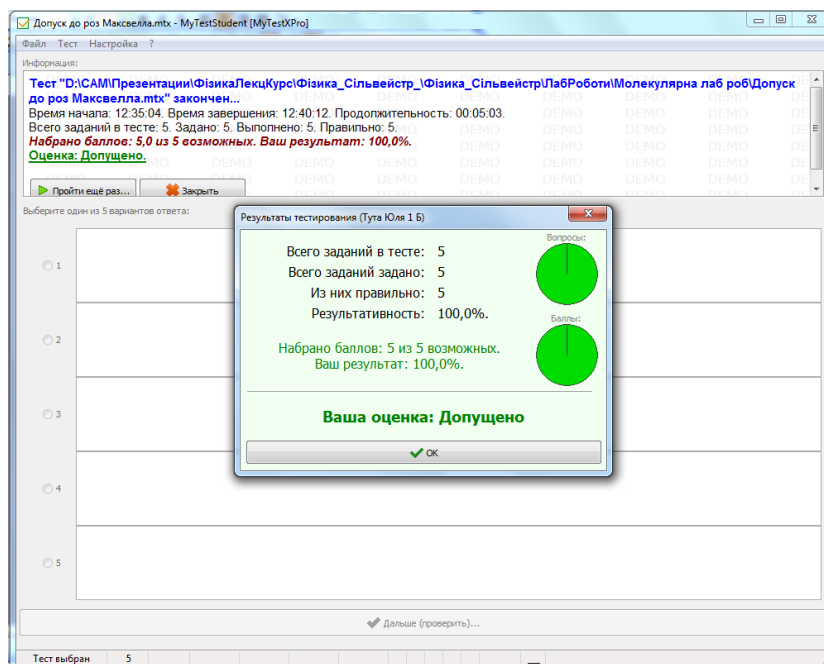 Допуск до роз Максвелла.mtx - MyTestStudent [MyTestXPro]
Файл Тест Настройка ?
Информация:
Тест "D:\САМ\Презентации\ФізикаЛекцКурс\Фізика_Сільвейстр_\Фізика_Сільвейстр\ЛабРоботи\Молекулярна лаб роб\Допуск
до роз Максвелла.mtx" закончен...
Время начала: 12:35:04. Время завершения: 12:40:12. Продолжительность: 00:05:03.
Всего заданий в тесте: 5. Задано: 5. Выполнено: 5. Правильно: 5.
Набрано баллов: 5,0 из 5 возможных. Ваш результат: 100,0%.
Оценка: Допущено.
Пройти ещё раз... Закрыть
Выберите один из 5 вариантов ответа:
Результаты тестирования (Тута Юля 1 Б)
Всего заданий в тесте: 5
Всего заданий задано: 5
Из них правильно: 5
Результативность: 100,0%.
Вопросы:
Баллы:
Набрано баллов: 5 из 5 возможных.
Ваш результат: 100,0%.
Ваша оценка: Допущено
OK
1
2
3
4
5
Дальше (проверить)...
Тест выбран 5